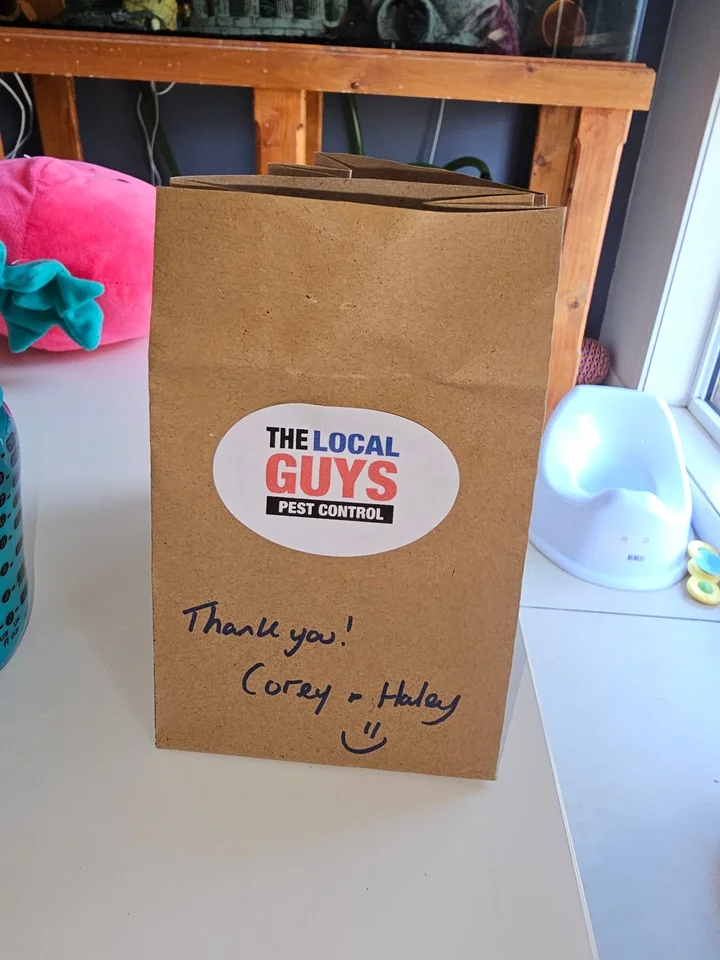 THE LOCAL
GUYS
PEST CONTROL
Thank you!
Corey + Haley